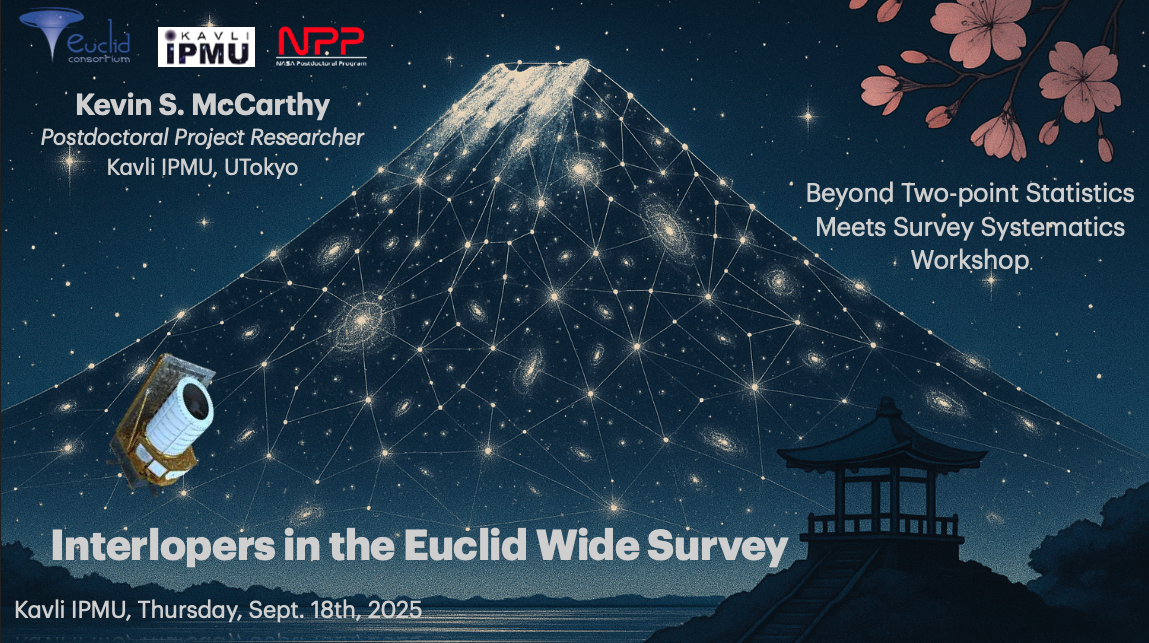 euclid
consortium
KAVLI
iPMU
NPP
NASA Postdoctoral Program
Kevin S. McCarthy
Postdoctoral Project Researcher
Kavli IPMU, UTokyo
Beyond Two-point Statistics
Meets Survey Systematics
Workshop
Interlopers in the Euclid Wide Survey
Kavli IPMU, Thursday, Sept. 18th, 2025